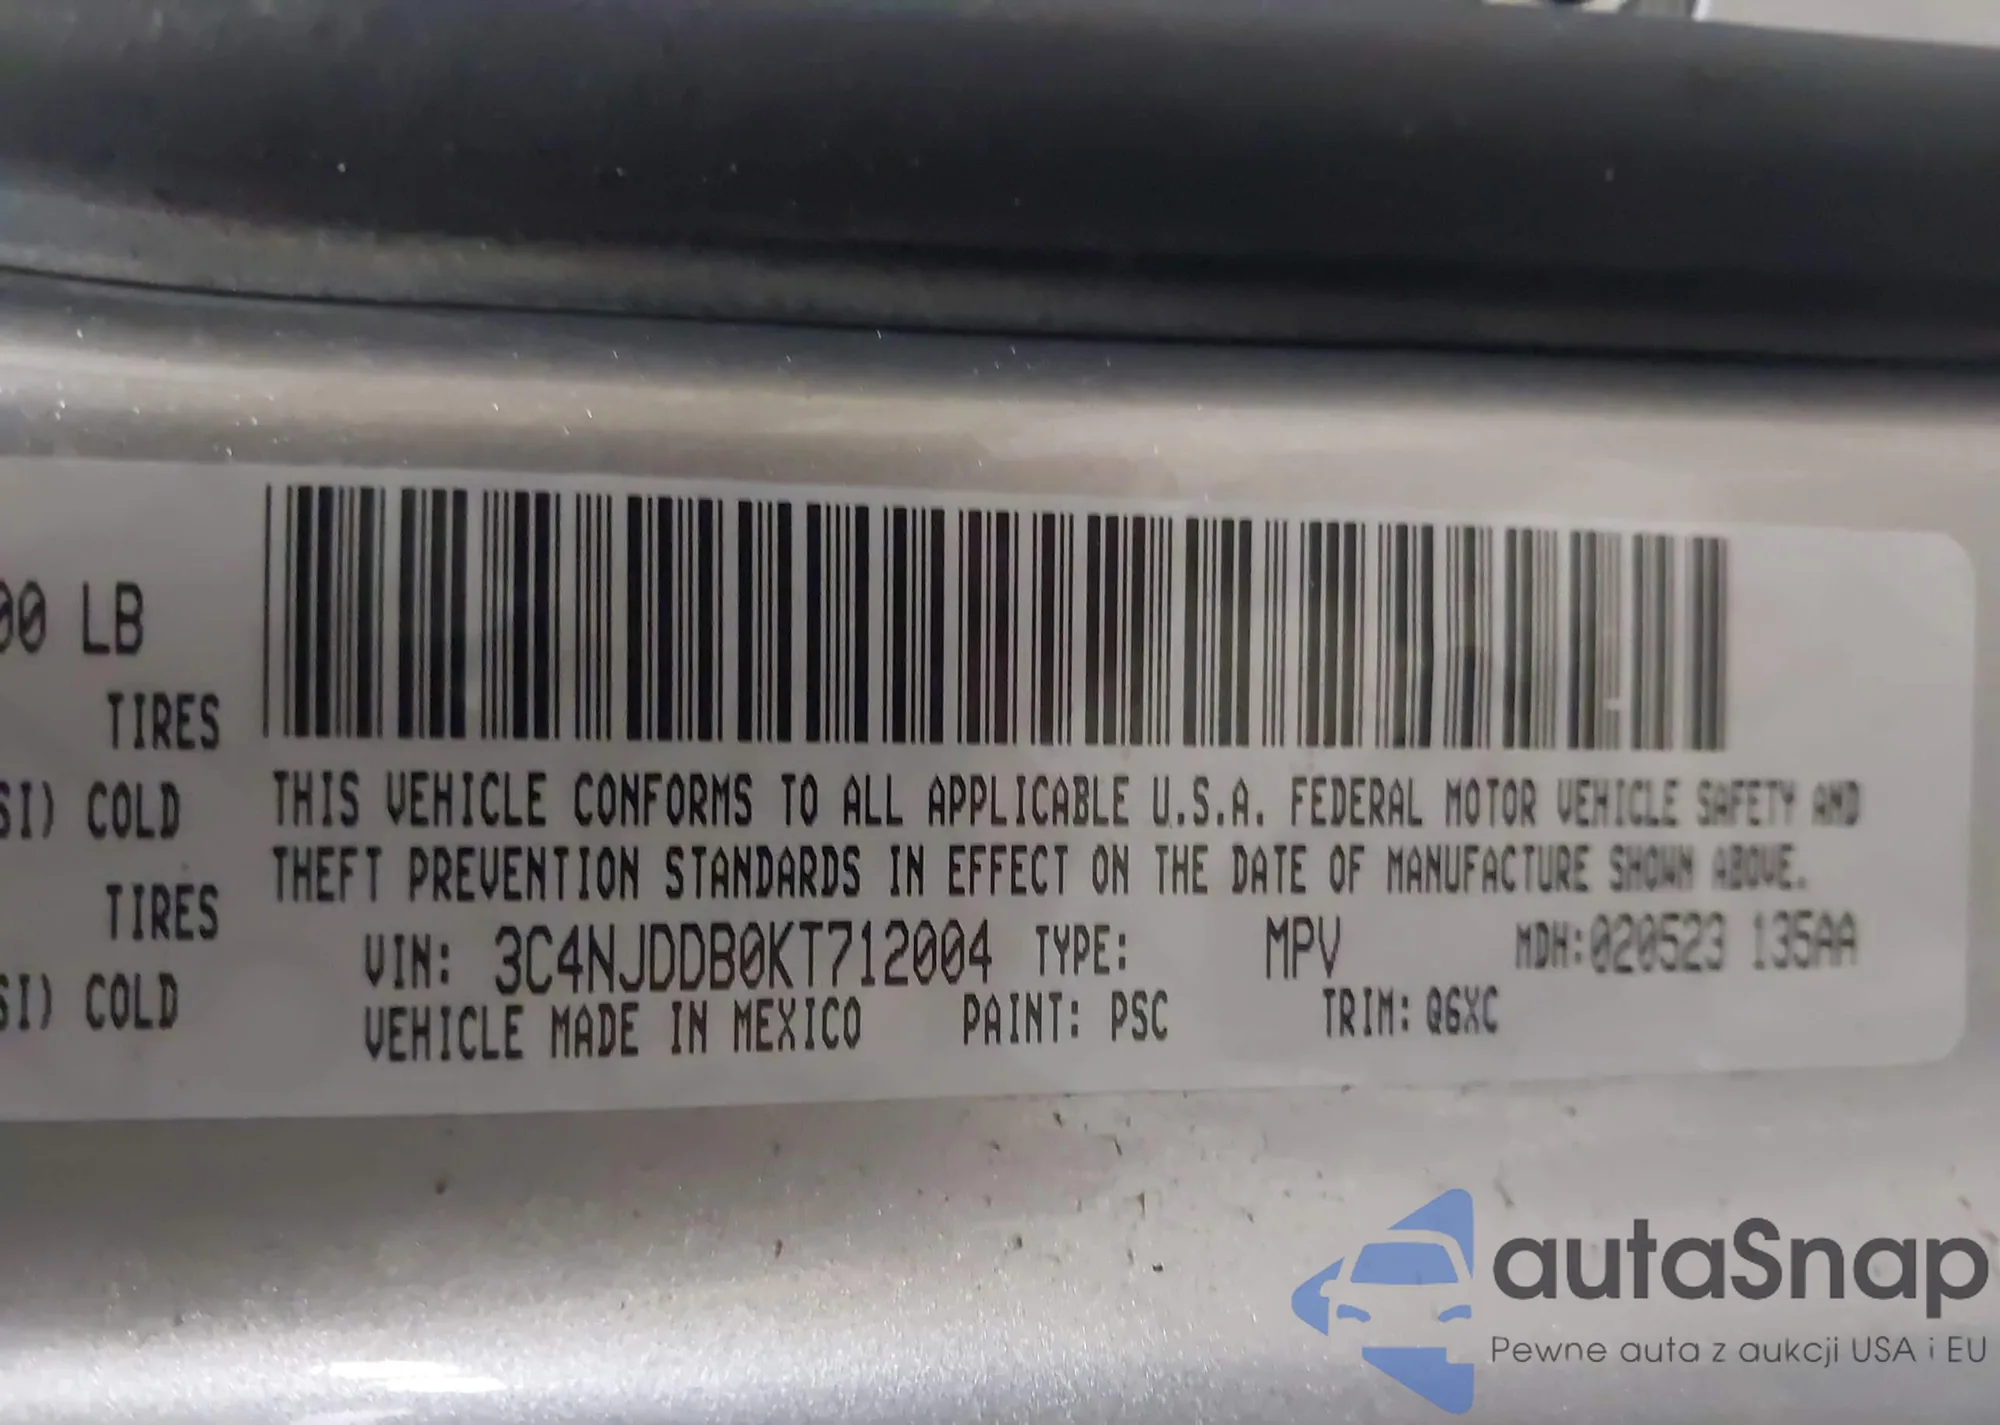 00 LB
TIRES
SI) COLD
TIRES
SI) COLD
THIS VEHICLE CONFORMS TO ALL APPLICABLE U.S.A. FEDERAL MOTOR VEHICLE SAFETY AND
THEFT PREVENTION STANDARDS IN EFFECT ON THE DATE OF MANUFACTURE SHOWN ABOVE.
VIN: 3C4NJDDB0KT712004 TYPE: MPV MDH:020523 135AA
VEHICLE MADE IN MEXICO PAINT: PSC TRIM: Q6XC
autaSnap
Pewne auta z aukcji USA i EU